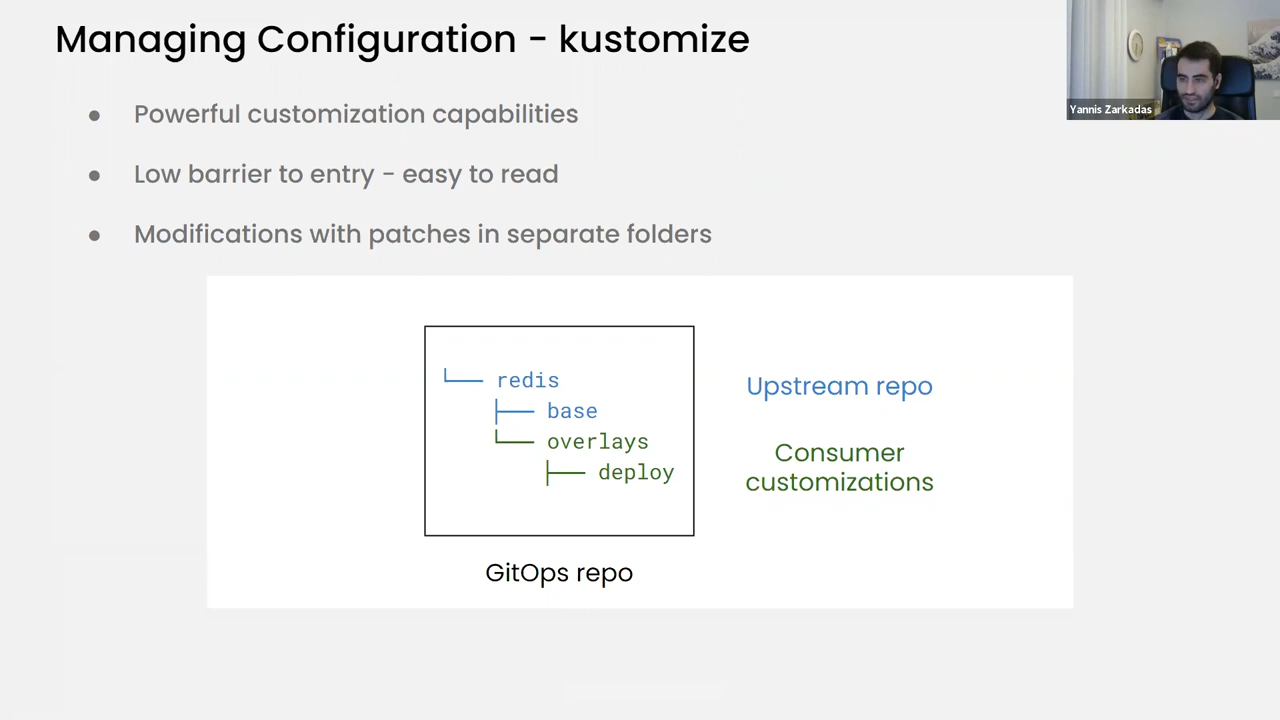 Managing Configuration - kustomize
Yannis Zarkadas
● Powerful customization capabilities
● Low barrier to entry - easy to read
● Modifications with patches in separate folders
└── redis
├── base
└── overlays
├── deploy
Upstream repo
Consumer
customizations
GitOps repo